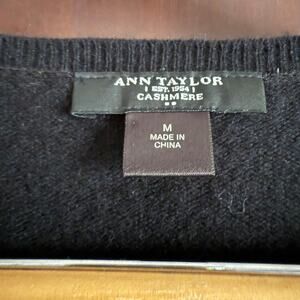 ANN TAYLOR
| EST. 1954 |
CASHMERE
M
MADE IN
CHINA